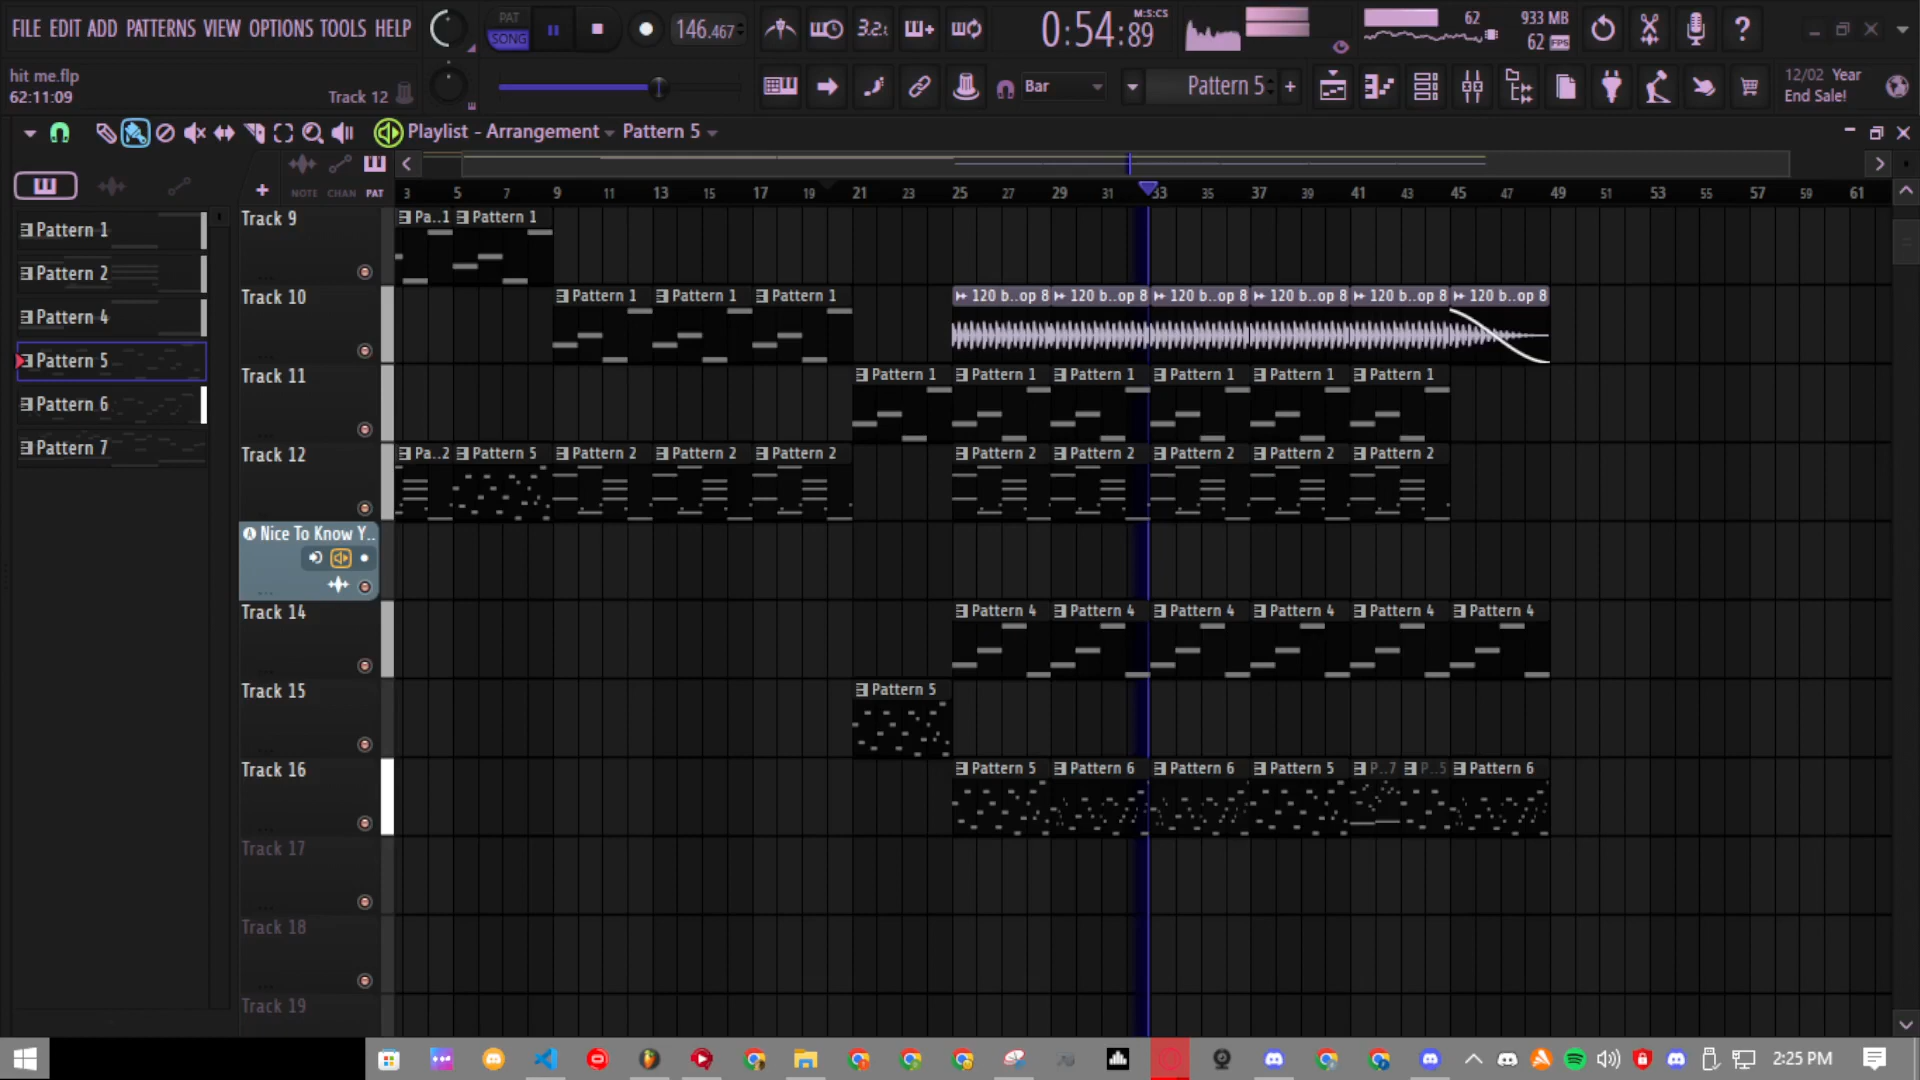 FILE EDIT ADD PATTERNS VIEW OPTIONS TOOLS HELP
PAT
SONG
146.467
3.2.
0:54:89
M:S:CS
62
933 MB
62 FPS
hit me.flp
62:11:09
Track 12
Bar
Pattern 5
12/02 Year
End Sale!
Playlist - Arrangement Pattern 5
NOTE CHAN PAT
3 5 7 9 11 13 15 17 19 21 23 25 27 29 31 33 35 37 39 41 43 45 47 49 51 53 55 57 59 61
Pattern 1
Pattern 2
Pattern 4
Pattern 5
Pattern 6
Pattern 7
Track 9
Pa..1 Pattern 1
Track 10
Pattern 1 Pattern 1 Pattern 1
120 b..op 8 120 b..op 8 120 b..op 8 120 b..op 8 120 b..op 8 120 b..op 8
Track 11
Pattern 1 Pattern 1 Pattern 1 Pattern 1 Pattern 1 Pattern 1
Track 12
Pa..2 Pattern 5 Pattern 2 Pattern 2 Pattern 2 Pattern 2 Pattern 2 Pattern 2 Pattern 2 Pattern 2
Nice To Know Y..
Track 14
Pattern 4 Pattern 4 Pattern 4 Pattern 4 Pattern 4 Pattern 4
Track 15
Pattern 5
Track 16
Pattern 5 Pattern 6 Pattern 6 Pattern 5 P..7 P..5 Pattern 6
Track 17
Track 18
Track 19
2:25 PM